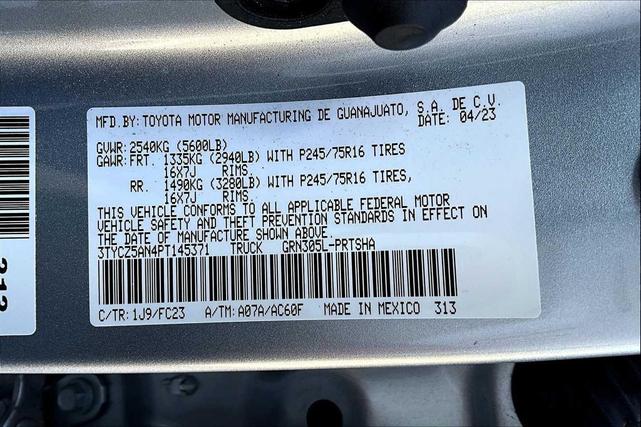 MFD.BY:TOYOTA MOTOR MANUFACTURING DE GUANAJUATO, S.A. DE C.V.
DATE: 04/23
GVWR:2540KG (5600LB)
GAWR:FRT. 1335KG (2940LB) WITH P245/75R16 TIRES
16X7J RIMS,
RR. 1490KG (3280LB) WITH P245/75R16 TIRES,
16X7J RIMS.
THIS VEHICLE CONFORMS TO ALL APPLICABLE FEDERAL MOTOR
VEHICLE SAFETY AND THEFT PREVENTION STANDARDS IN EFFECT ON
THE DATE OF MANUFACTURE SHOWN ABOVE.
3TYCZ5AN4PT145371 TRUCK GRN305L-PRTSHA
C/TR:1J9/FC23 A/TM:A07A/AC60F MADE IN MEXICO 313